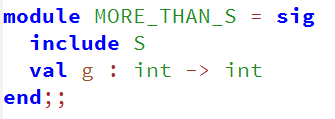 module MORE_THAN_S = sig
  include S
  val g : int -> int
end;;